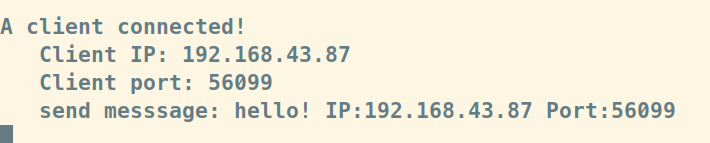 A client connected!
Client IP: 192.168.43.87
Client port: 56099
send messsage: hello! IP:192.168.43.87 Port:56099